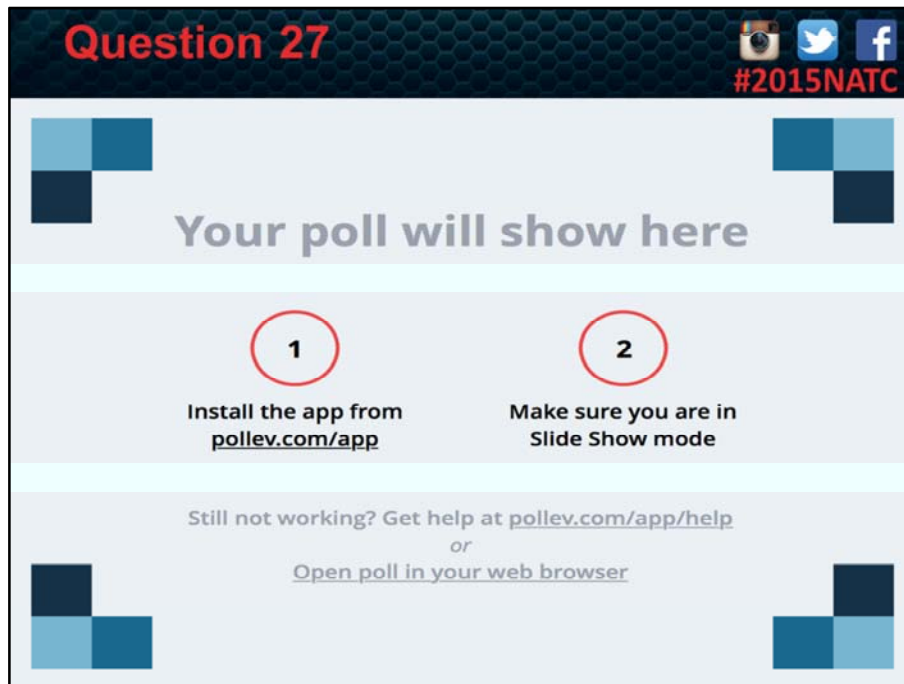 Question 27
#2015NATC
Your poll will show here
1
Install the app from
pollev.com/app
2
Make sure you are in
Slide Show mode
Still not working? Get help at pollev.com/app/help
or
Open poll in your web browser